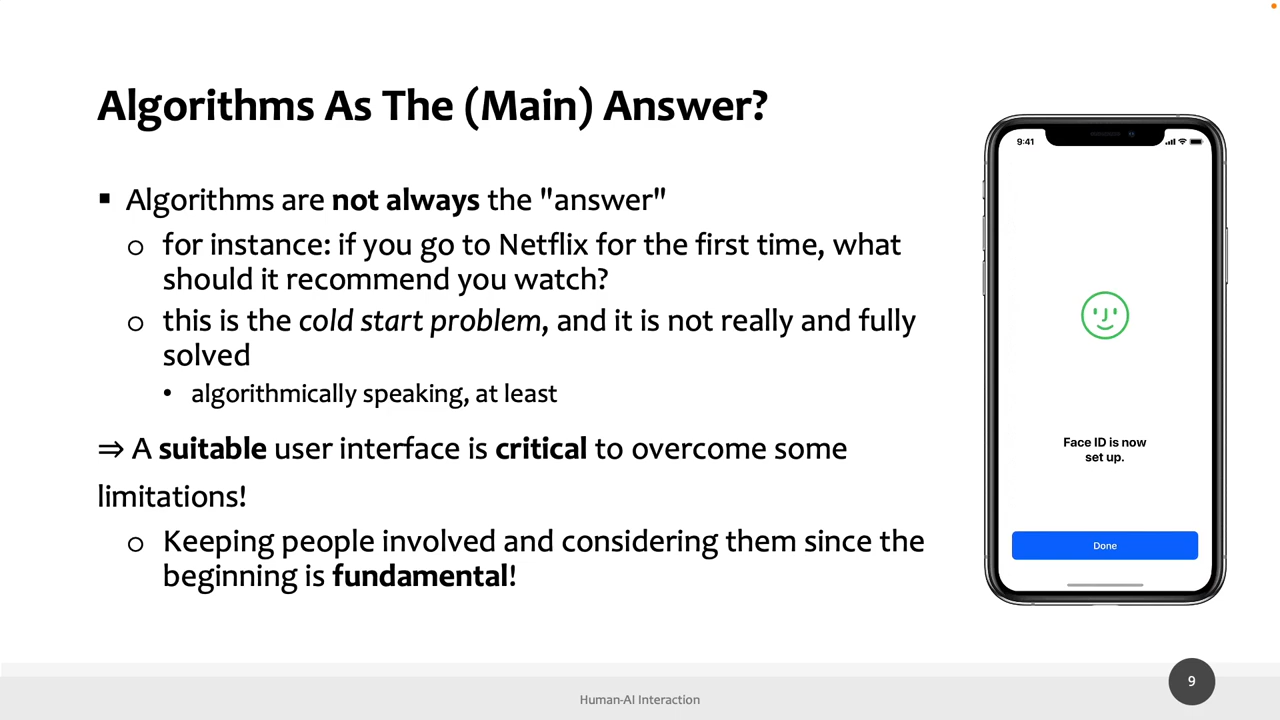 Algorithms As The (Main) Answer?
▪ Algorithms are not always the "answer"
o for instance: if you go to Netflix for the first time, what
should it recommend you watch?
o this is the cold start problem, and it is not really and fully
solved
• algorithmically speaking, at least
⇒ A suitable user interface is critical to overcome some
limitations!
o Keeping people involved and considering them since the
beginning is fundamental!
9:41
Face ID is now
set up.
Done
Human-AI Interaction
9